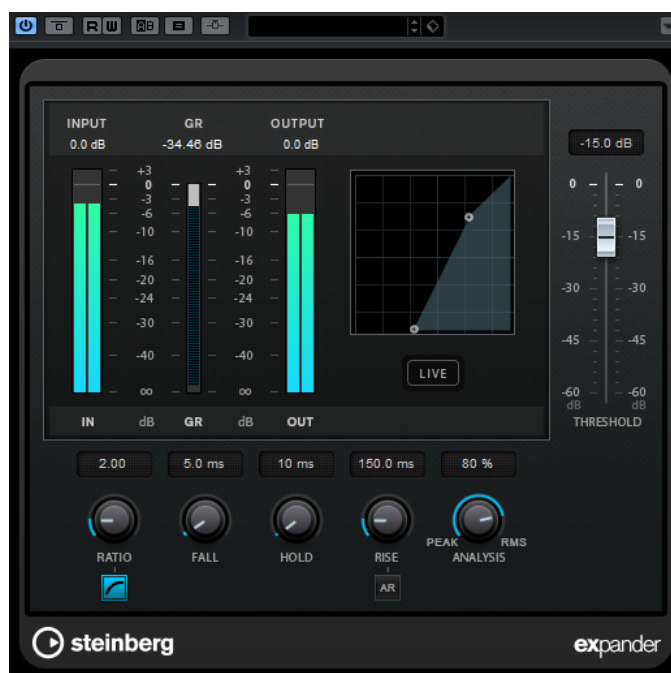 R W AB
INPUT GR OUTPUT
0.0 dB -34.46 dB 0.0 dB -15.0 dB
+3 +3
0 0 0 0
-3 -3
-6 -6
-10 -10
-15 -15
-16 -16
-20 -20
-24 -24
-30 -30 -30 -30
-40 -40
-45 -45
LIVE
∞ ∞ -60 -60
dB dB
IN dB GR dB OUT THRESHOLD
2.00 5.0 ms 10 ms 150.0 ms 80 %
PEAK RMS
RATIO FALL HOLD RISE ANALYSIS
AR
steinberg expander